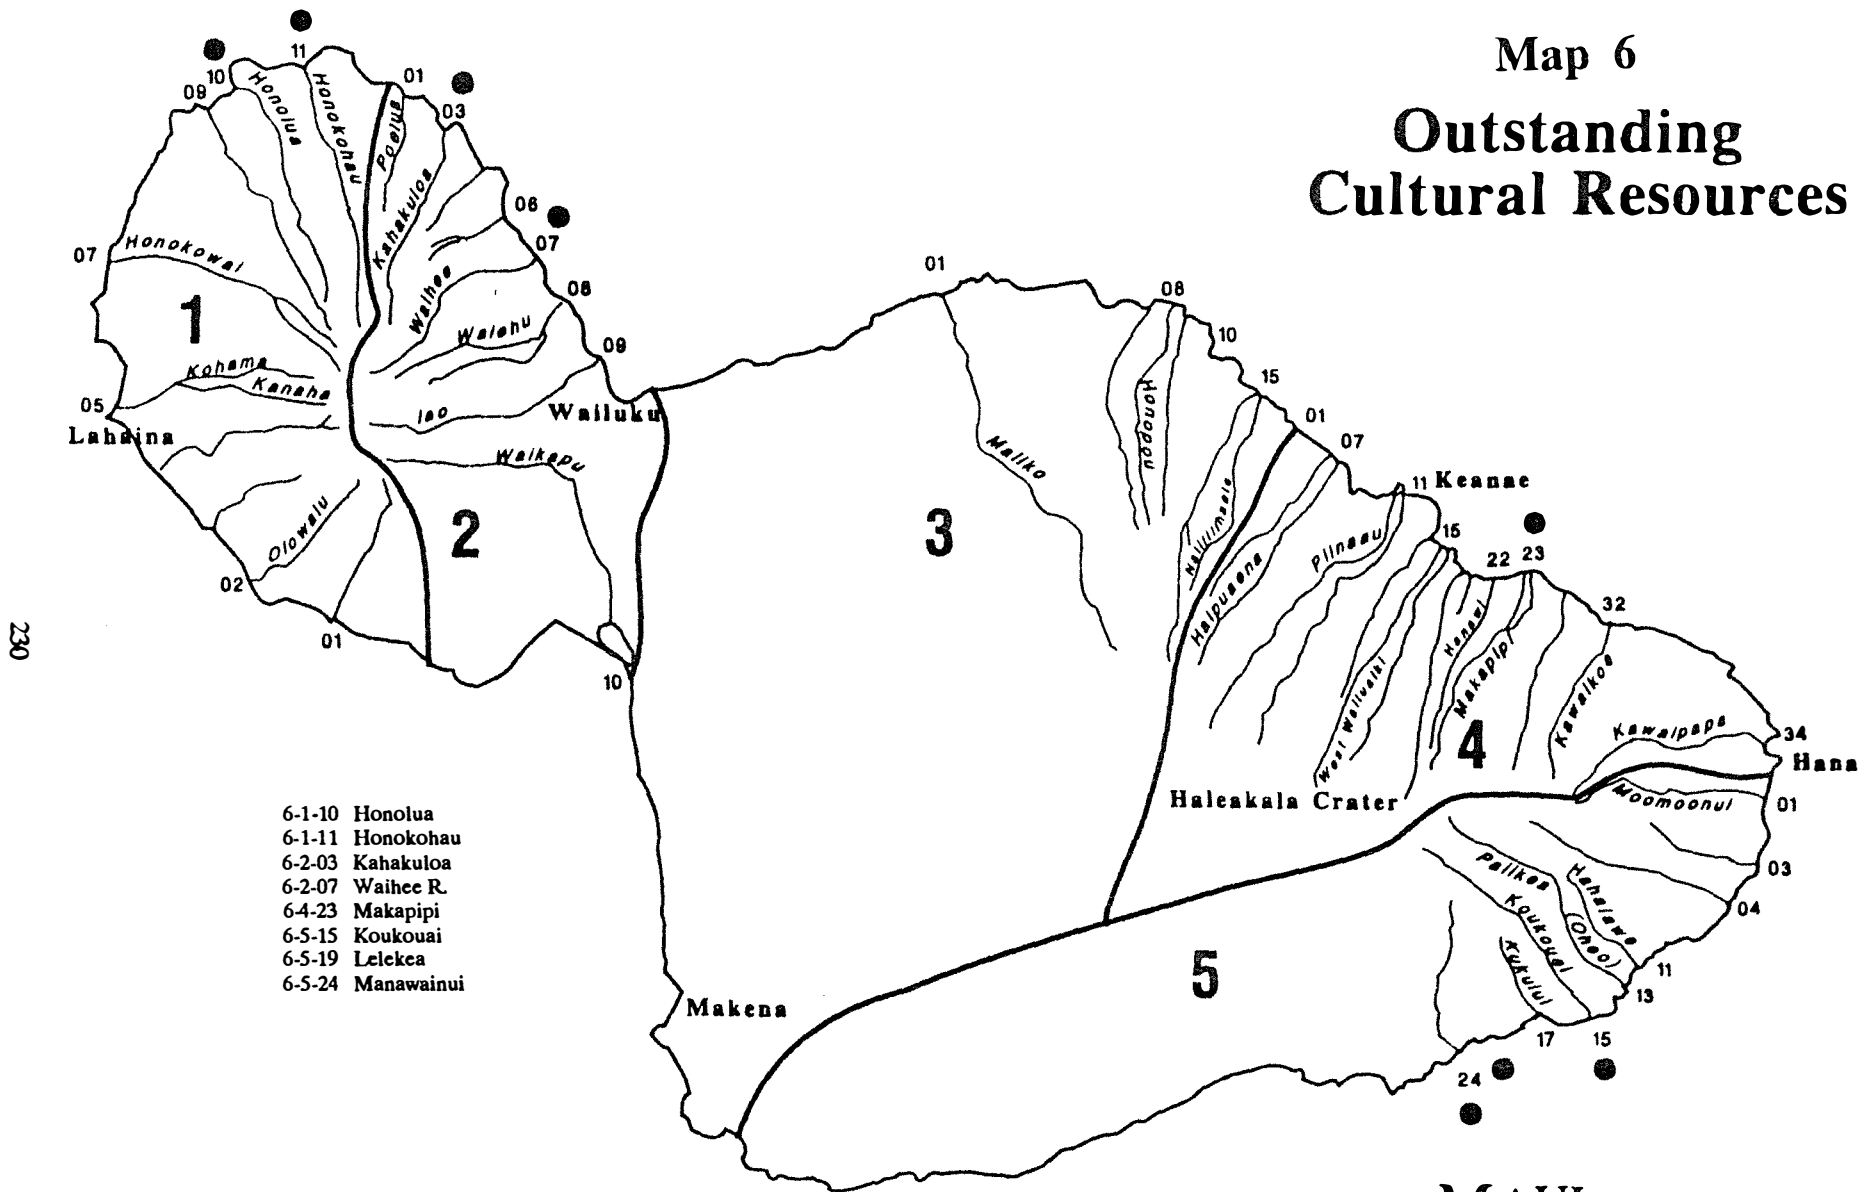 Map 6
Outstanding
Cultural Resources
11
10
01
09
03
Honolua
Honokohau
Poelua
Kahakuloa
06
07
07
Honokowai
Waihee
08
1
Waiehu
09
Kohama
Kanaha
05
Iao
Wailuku
Lahaina
Waikapu
2
Olowalu
02
01
10
01
08
10
15
Honopou
01
07
Maliko
11 Keanae
3
15
22 23
Piinaau
Haipuaena
Hanawi
Makapipi
32
West Wailuaiki
4
Kawaipapa
34
Hana
Haleakala Crater
Moomoonui
01
03
04
Palikea
Hahalawe
(Oheo)
Koukouai
Kukuiui
11
13
17 15
24
5
Makena
6-1-10 Honolua
6-1-11 Honokohau
6-2-03 Kahakuloa
6-2-07 Waihee R.
6-4-23 Makapipi
6-5-15 Koukouai
6-5-19 Lelekea
6-5-24 Manawainui
230